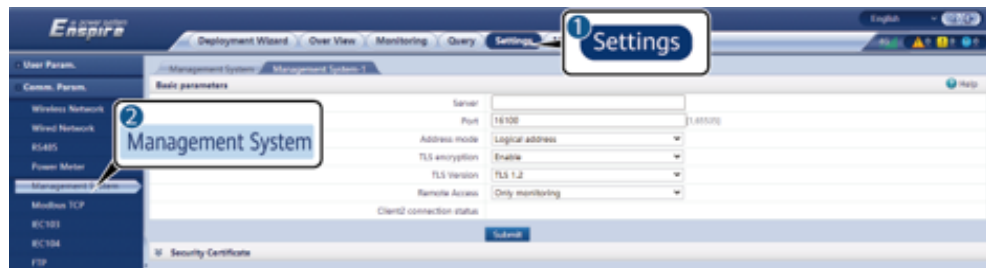 Enspire
English
Deployment Wizard
Over View
Monitoring
Query
Settings
1
Settings
User Param.
Management System
Management System-1
Comm. Param.
Basic parameters
Help
Wireless Network
Server
Wired Network
Port
16100
[1,65535]
2
Management System
RS485
Address mode
Logical address
Power Meter
TLS encryption
Enable
TLS Version
TLS 1.2
Management System
Remote Access
Only monitoring
Modbus TCP
Client2 connection status
IEC103
Submit
IEC104
Security Certificate
FTP